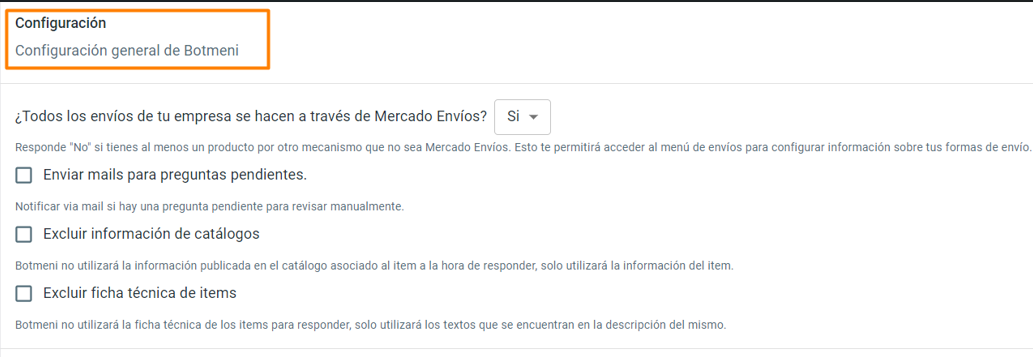 Configuración
Configuración general de Botmeni
¿Todos los envíos de tu empresa se hacen a través de Mercado Envíos? Si
Responde "No" si tienes al menos un producto por otro mecanismo que no sea Mercado Envíos. Esto te permitirá acceder al menú de envíos para configurar información sobre tus formas de envío.
Enviar mails para preguntas pendientes.
Notificar via mail si hay una pregunta pendiente para revisar manualmente.
Excluir información de catálogos
Botmeni no utilizará la información publicada en el catálogo asociado al item a la hora de responder, solo utilizará la información del item.
Excluir ficha técnica de items
Botmeni no utilizará la ficha técnica de los items para responder, solo utilizará los textos que se encuentran en la descripción del mismo.